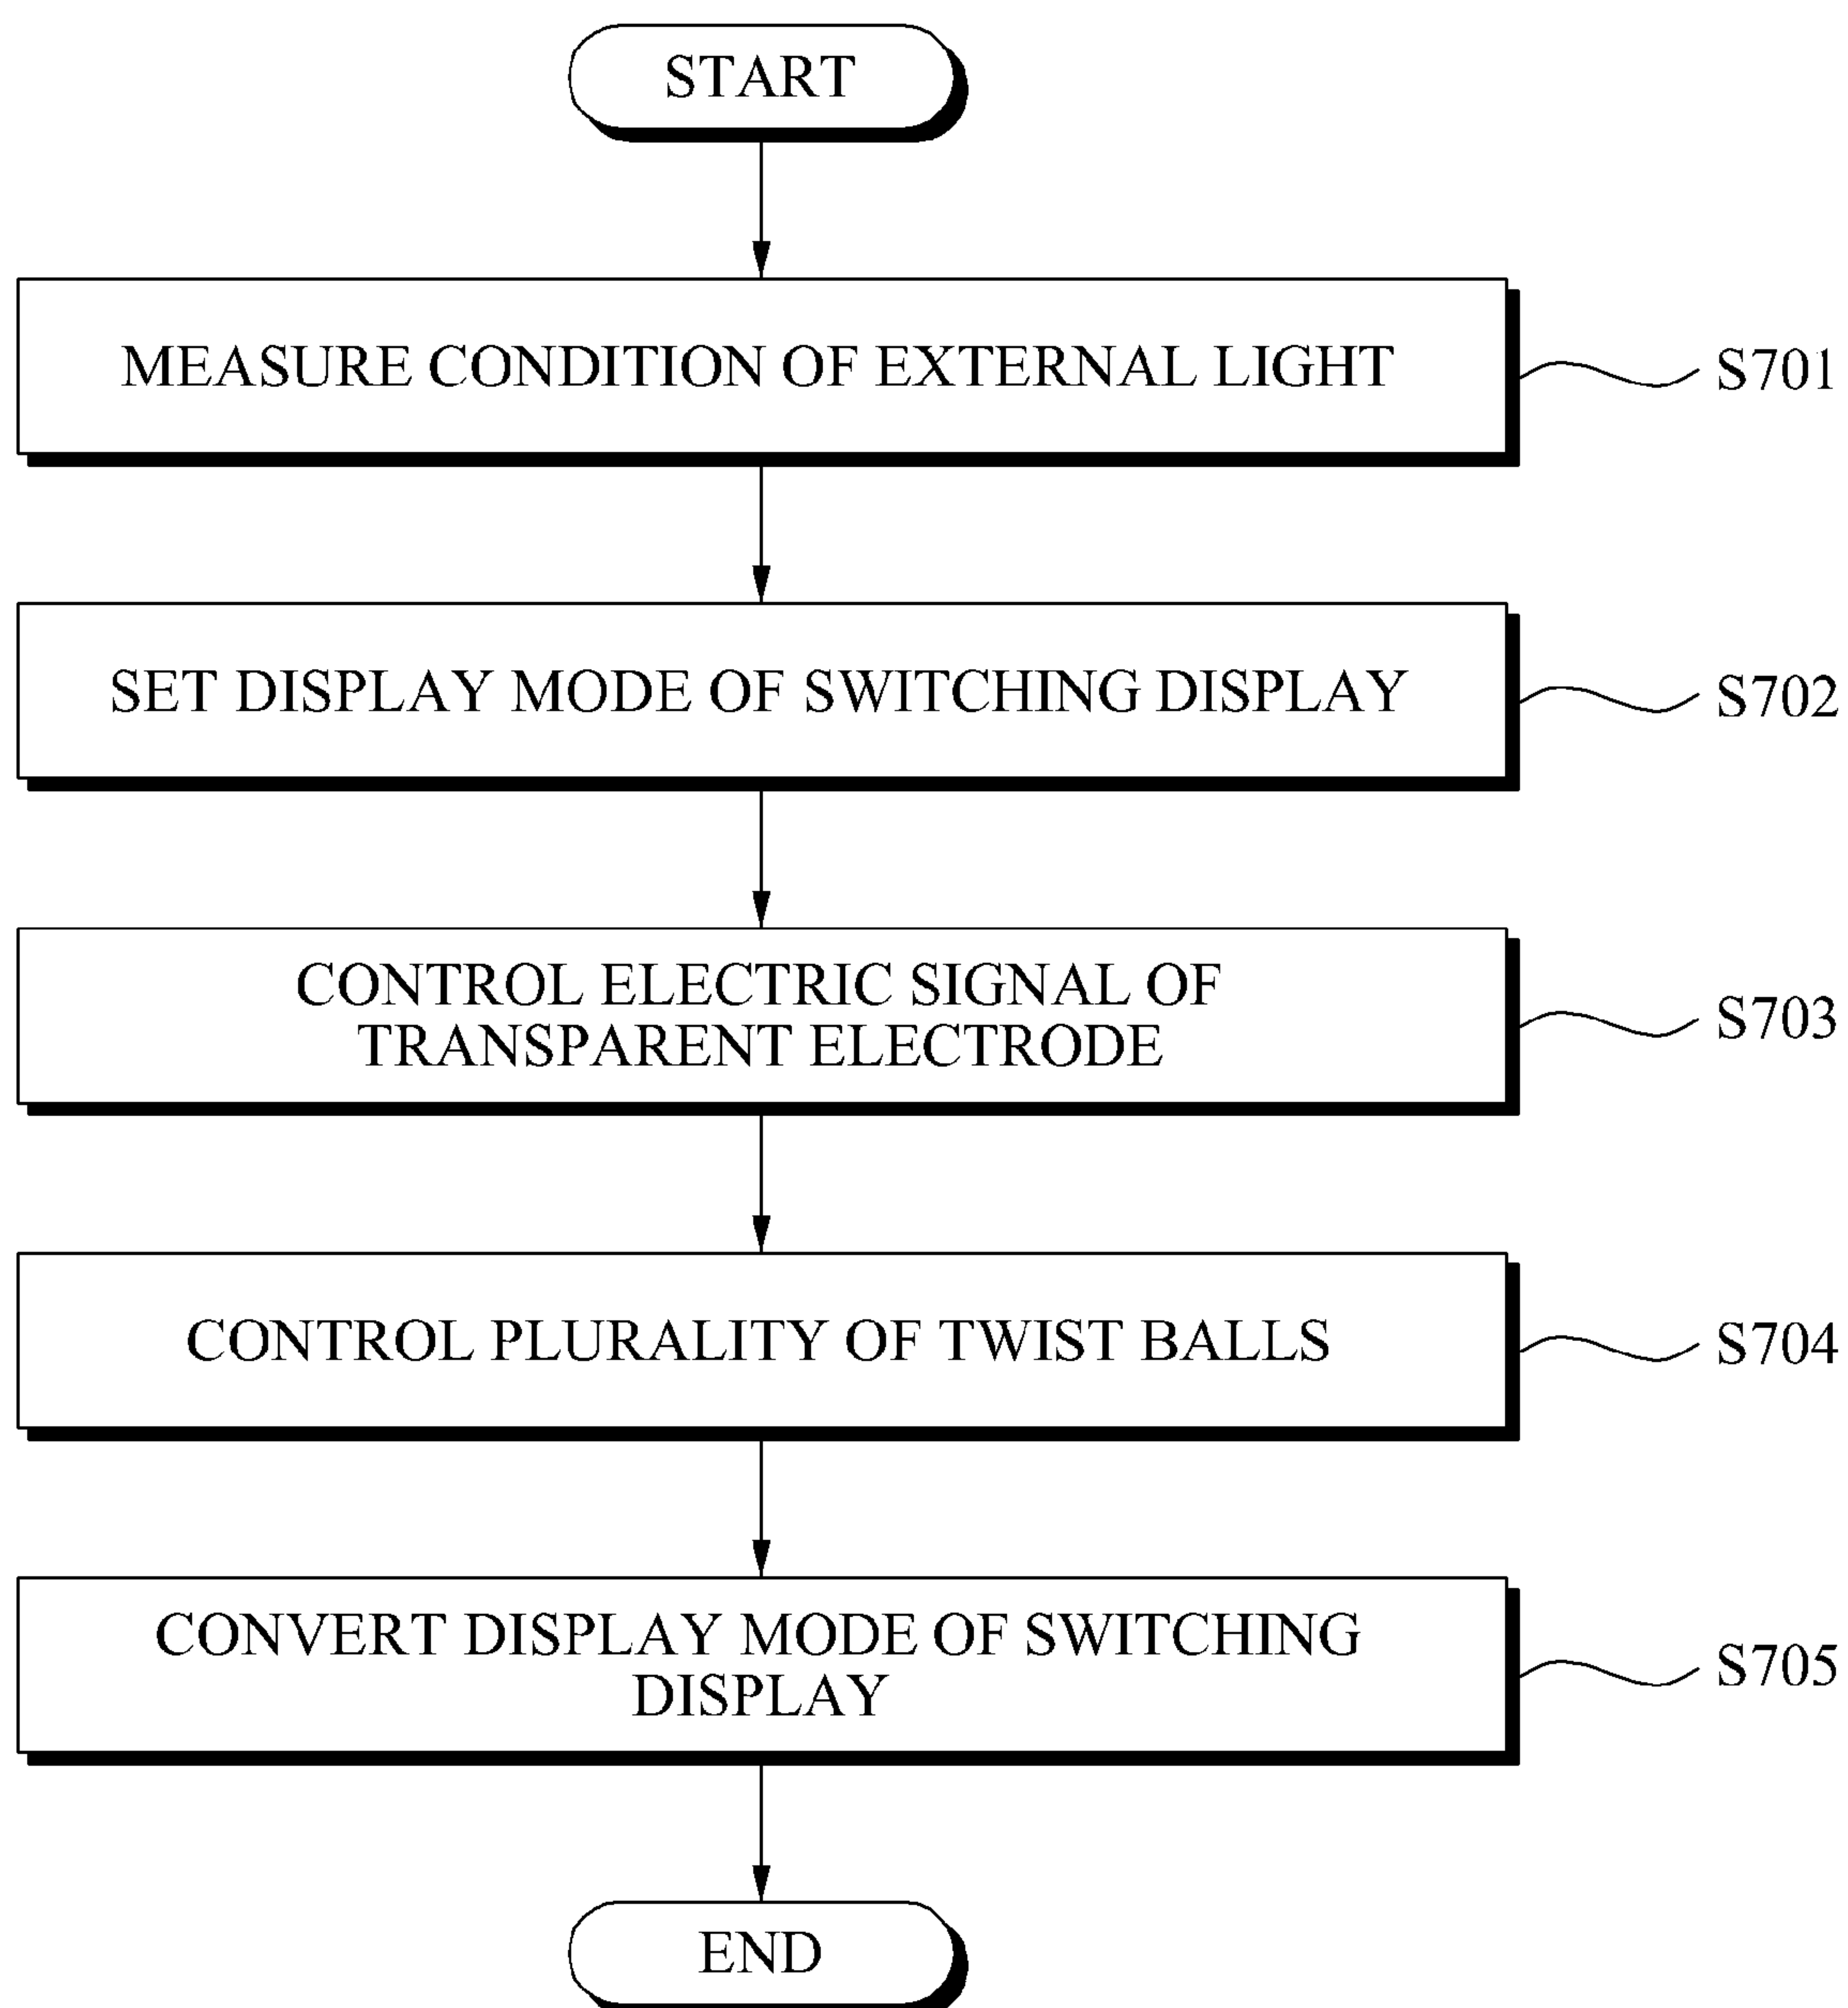 START
MEASURE CONDITION OF EXTERNAL LIGHT
S701
SET DISPLAY MODE OF SWITCHING DISPLAY
S702
CONTROL ELECTRIC SIGNAL OF
TRANSPARENT ELECTRODE
S703
CONTROL PLURALITY OF TWIST BALLS
S704
CONVERT DISPLAY MODE OF SWITCHING
DISPLAY
S705
END